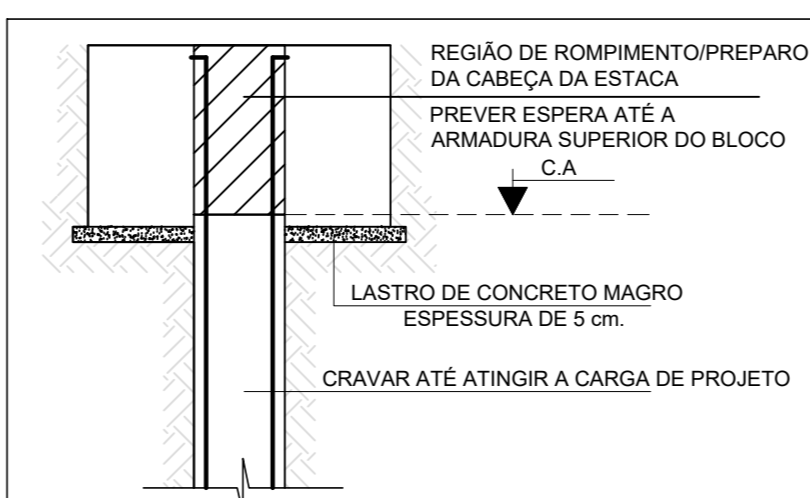 REGIÃO DE ROMPIMENTO/PREPARO
DA CABEÇA DA ESTACA
PREVER ESPERA ATÉ A
ARMADURA SUPERIOR DO BLOCO
C.A
LASTRO DE CONCRETO MAGRO
ESPESSURA DE 5 cm.
CRAVAR ATÉ ATINGIR A CARGA DE PROJETO